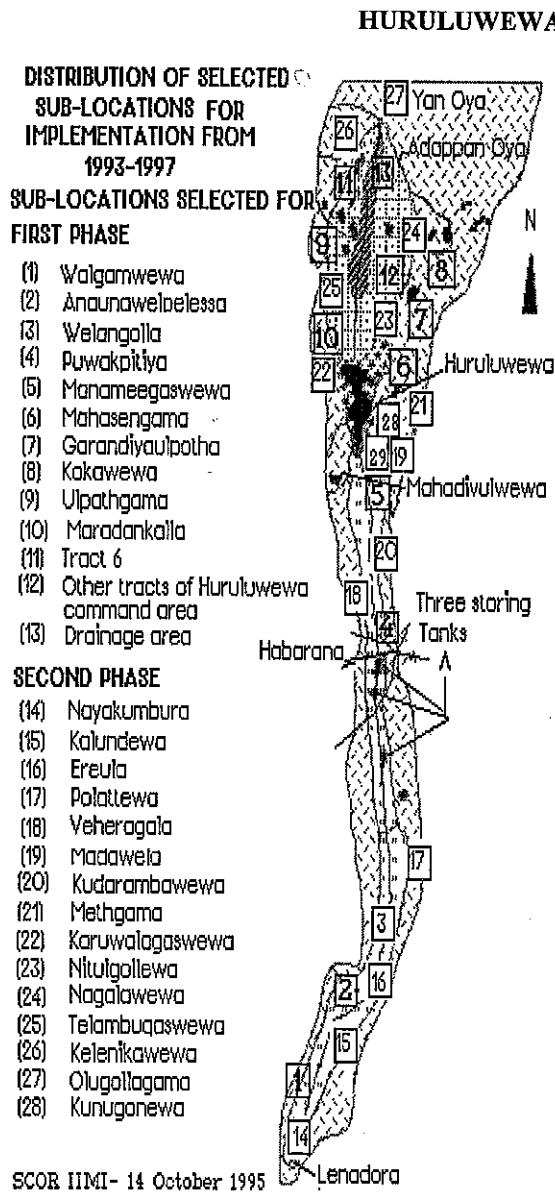 HURULUWEWA
DISTRIBUTION OF SELECTED
SUB-LOCATIONS FOR
IMPLEMENTATION FROM
1993-1997
SUB-LOCATIONS SELECTED FOR
FIRST PHASE
(1) Walgamwewa
(2) Anaunawelpelessa
(3) Welangolla
(4) Puwakpitiya
(5) Manameegaswewa
(6) Mahasengama
(7) Garandiyaulpotha
(8) Kokawewa
(9) Ulpathgama
(10) Maradankalla
(11) Tract 6
(12) Other tracts of Huruluwewa
command area
(13) Drainage area
SECOND PHASE
(14) Nayakumbura
(15) Kalundewa
(16) Ereula
(17) Polattewa
(18) Veheragala
(19) Madawela
(20) Kudarambawewa
(21) Methgama
(22) Karuwalagaswewa
(23) Nitulgollewa
(24) Nagalawewa
(25) Telambugaswewa
(26) Kelenikawewa
(27) Olugallagama
(28) Kunugonewa
SCOR IIMI- 14 October 1995
27 Yan Oya
26
Adappan Oya
13
11
N
24
9
8
12
25
23
7
10
6
22
Huruluwewa
21
28
29
19
Mahadivulwewa
5
20
18
Three storing
Tanks
4
Habarana
17
3
16
2
15
1
14
Lenadora